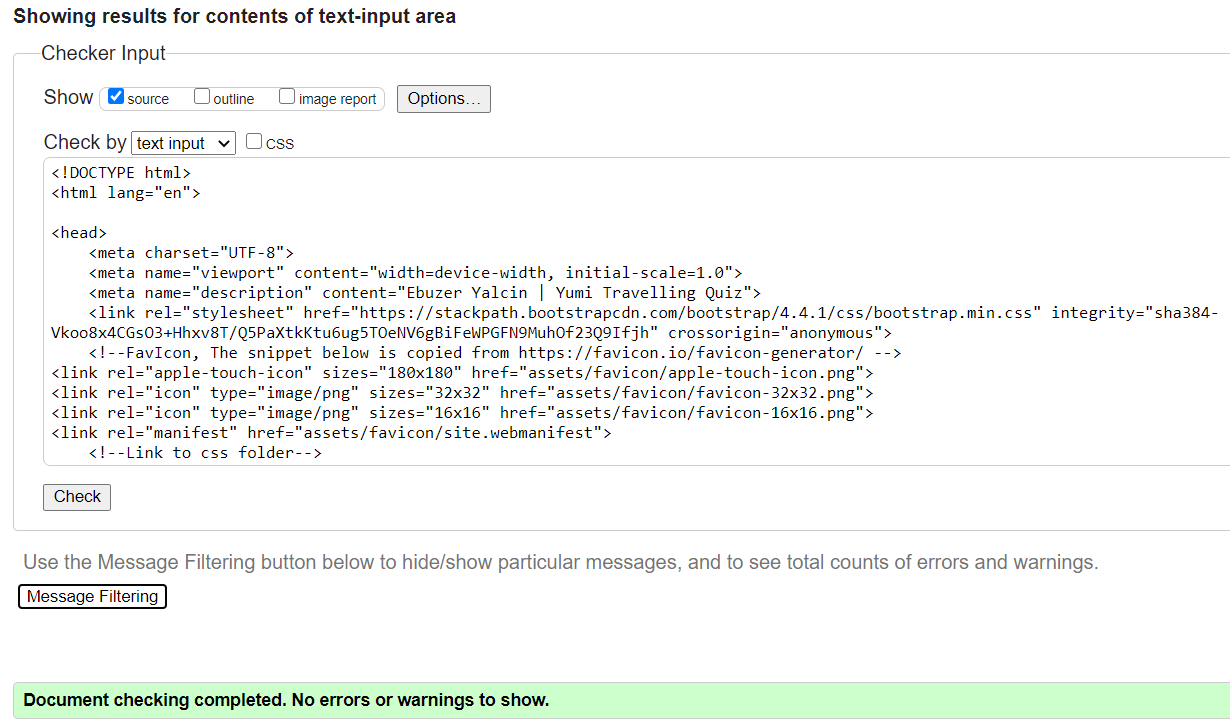 Showing results for contents of text-input area
Checker Input
Show source outline image report Options...
Check by text input CSS
<!DOCTYPE html>
<html lang="en">
<head>
<meta charset="UTF-8">
<meta name="viewport" content="width=device-width, initial-scale=1.0">
<meta name="description" content="Ebuzer Yalcin | Yumi Travelling Quiz">
<link rel="stylesheet" href="https://stackpath.bootstrapcdn.com/bootstrap/4.4.1/css/bootstrap.min.css" integrity="sha384-
Vkoo8x4CGsO3+Hhxv8T/Q5PaXtkKtu6ug5TOeNV6gBiFeWPGFN9MuhOf23Q9Ifjh" crossorigin="anonymous">
<!--FavIcon, The snippet below is copied from https://favicon.io/favicon-generator/ -->
<link rel="apple-touch-icon" sizes="180x180" href="assets/favicon/apple-touch-icon.png">
<link rel="icon" type="image/png" sizes="32x32" href="assets/favicon/favicon-32x32.png">
<link rel="icon" type="image/png" sizes="16x16" href="assets/favicon/favicon-16x16.png">
<link rel="manifest" href="assets/favicon/site.webmanifest">
<!--Link to css folder-->
Check
Use the Message Filtering button below to hide/show particular messages, and to see total counts of errors and warnings.
Message Filtering
Document checking completed. No errors or warnings to show.